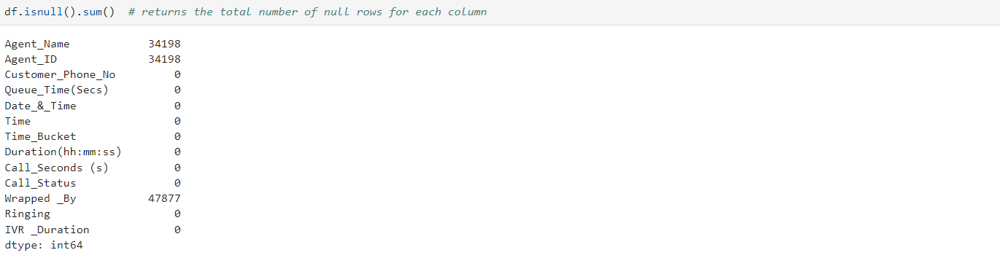 df.isnull().sum()  # returns the total number of null rows for each column
Agent_Name            34198
Agent_ID              34198
Customer_Phone_No         0
Queue_Time(Secs)          0
Date_&_Time               0
Time                      0
Time_Bucket               0
Duration(hh:mm:ss)        0
Call_Seconds (s)          0
Call_Status               0
Wrapped _By           47877
Ringing                   0
IVR _Duration             0
dtype: int64